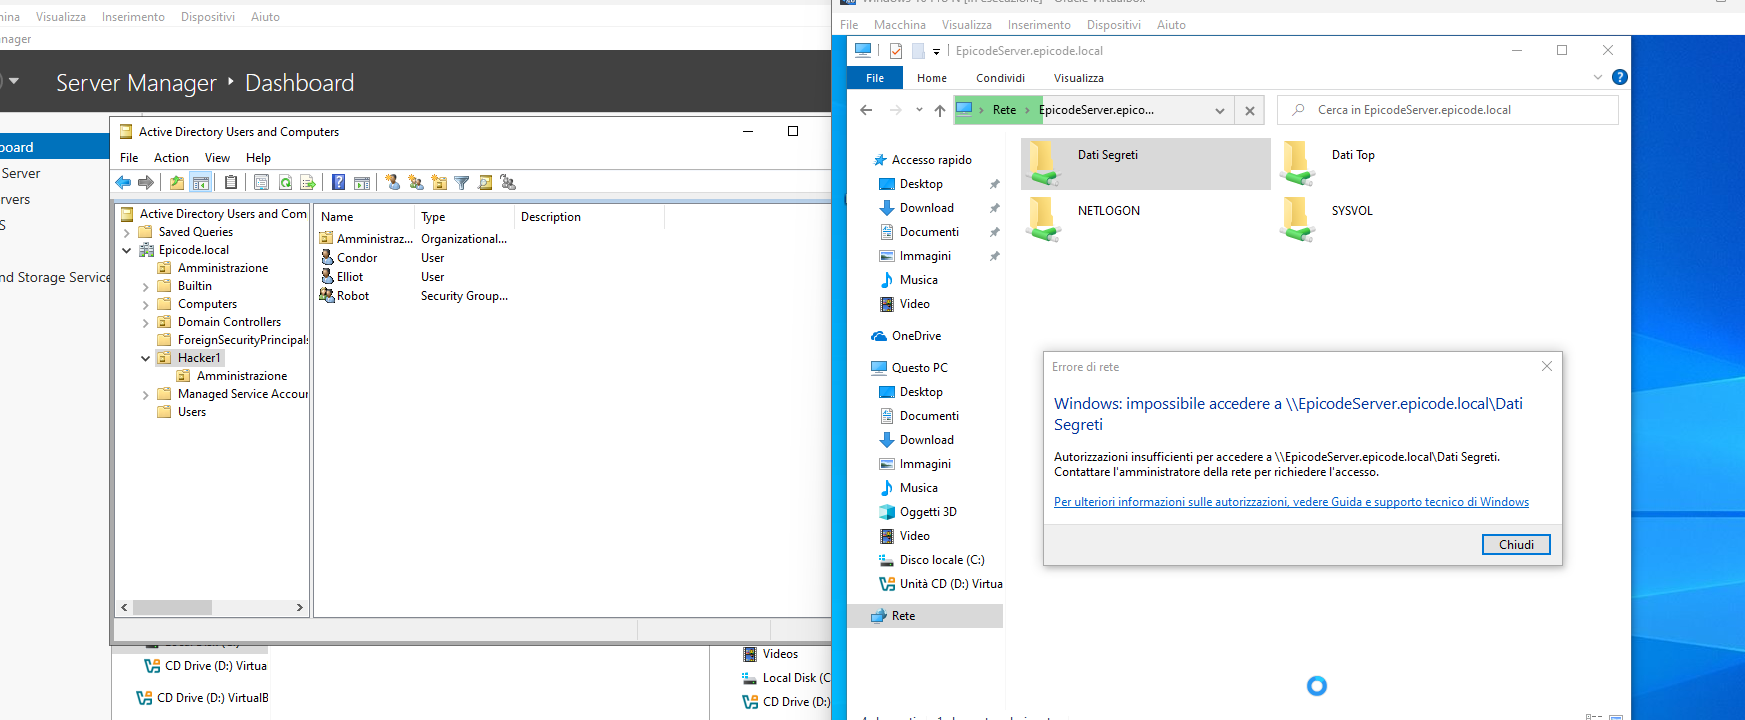 Visualizza Inserimento Dispositivi Aiuto
Server Manager ‣ Dashboard
Server
Active Directory Users and Computers
File Action View Help
Active Directory Users and Com
Saved Queries
Epicode.local
Amministrazione
Builtin
Computers
Domain Controllers
ForeignSecurityPrincipals
Hacker1
Amministrazione
Managed Service Accour
Users
Name Type Description
Amministraz... Organizational...
Condor User
Elliot User
Robot Security Group...
nd Storage Service
CD Drive (D:) Virtua
CD Drive (D:) VirtualB
Videos
Local Disk (C
CD Drive (D:)
File Macchina Visualizza Inserimento Dispositivi Aiuto
EpicodeServer.epicode.local
File Home Condividi Visualizza
Rete EpicodeServer.epico...
Cerca in EpicodeServer.epicode.local
Accesso rapido
Desktop
Download
Documenti
Immagini
Musica
Video
OneDrive
Questo PC
Desktop
Documenti
Download
Immagini
Musica
Oggetti 3D
Video
Disco locale (C:)
Unità CD (D:) Virtua
Rete
Dati Segreti
Dati Top
NETLOGON
SYSVOL
Errore di rete
Windows: impossibile accedere a \\EpicodeServer.epicode.local\Dati
Segreti
Autorizzazioni insufficienti per accedere a \\EpicodeServer.epicode.local\Dati Segreti.
Contattare l'amministratore della rete per richiedere l'accesso.
Per ulteriori informazioni sulle autorizzazioni, vedere Guida e supporto tecnico di Windows
Chiudi